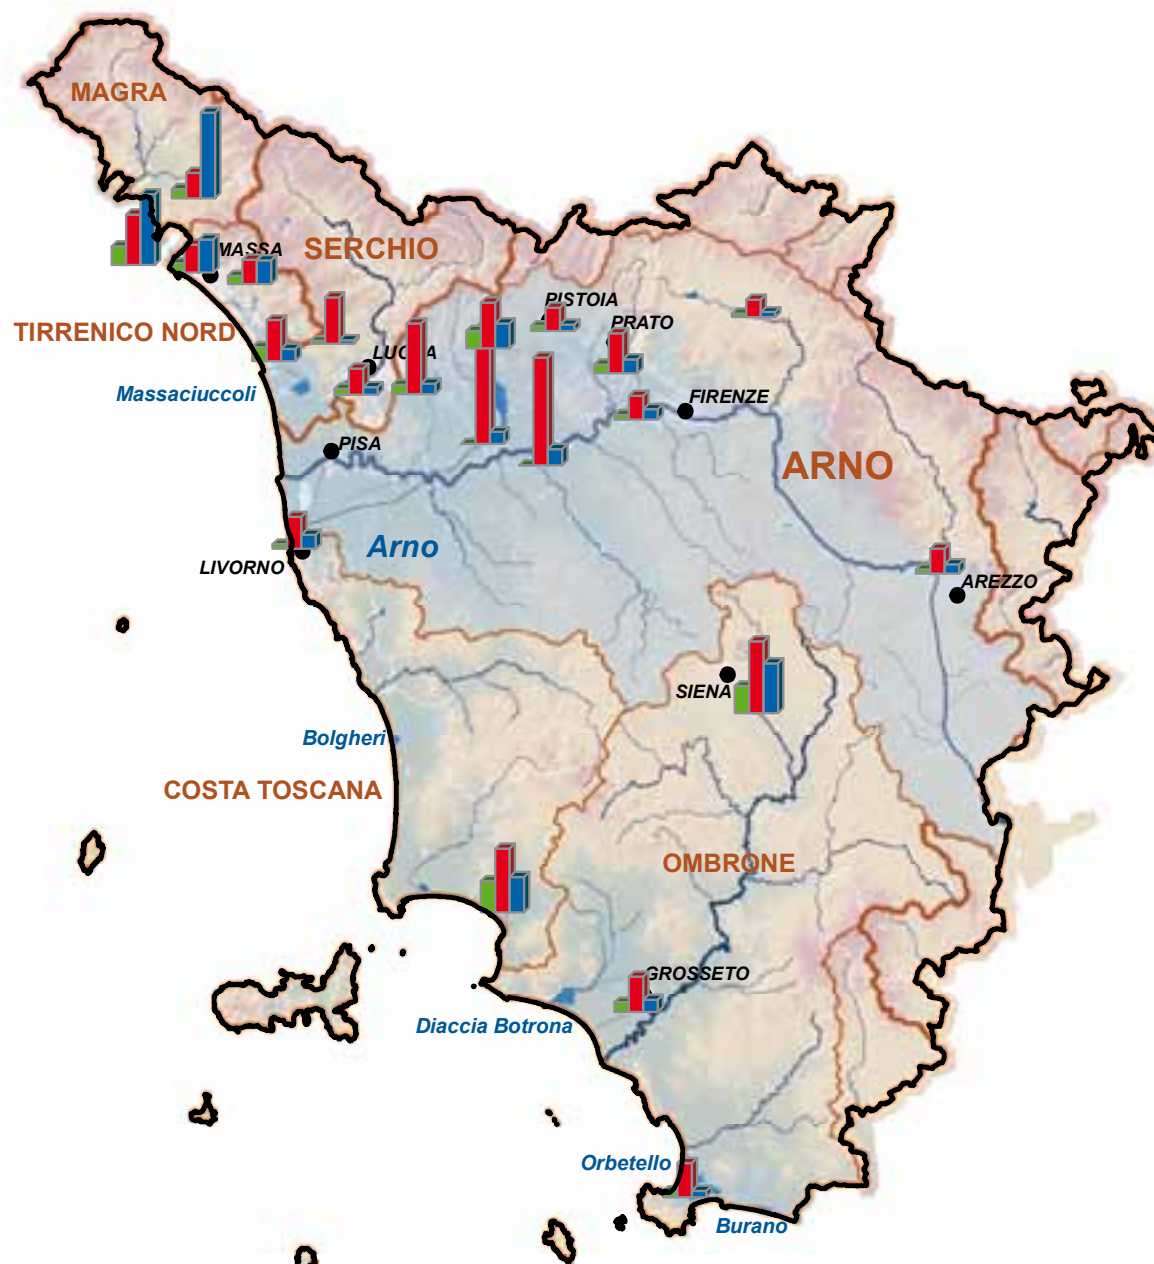 MAGRA
MASSA
SERCHIO
PISTOIA
PRATO
TIRRENICO NORD
LUCCA
Massaciuccoli
FIRENZE
PISA
ARNO
Arno
LIVORNO
AREZZO
SIENA
Bolgheri
COSTA TOSCANA
OMBRONE
GROSSETO
Diaccia Botrona
Orbetello
Burano